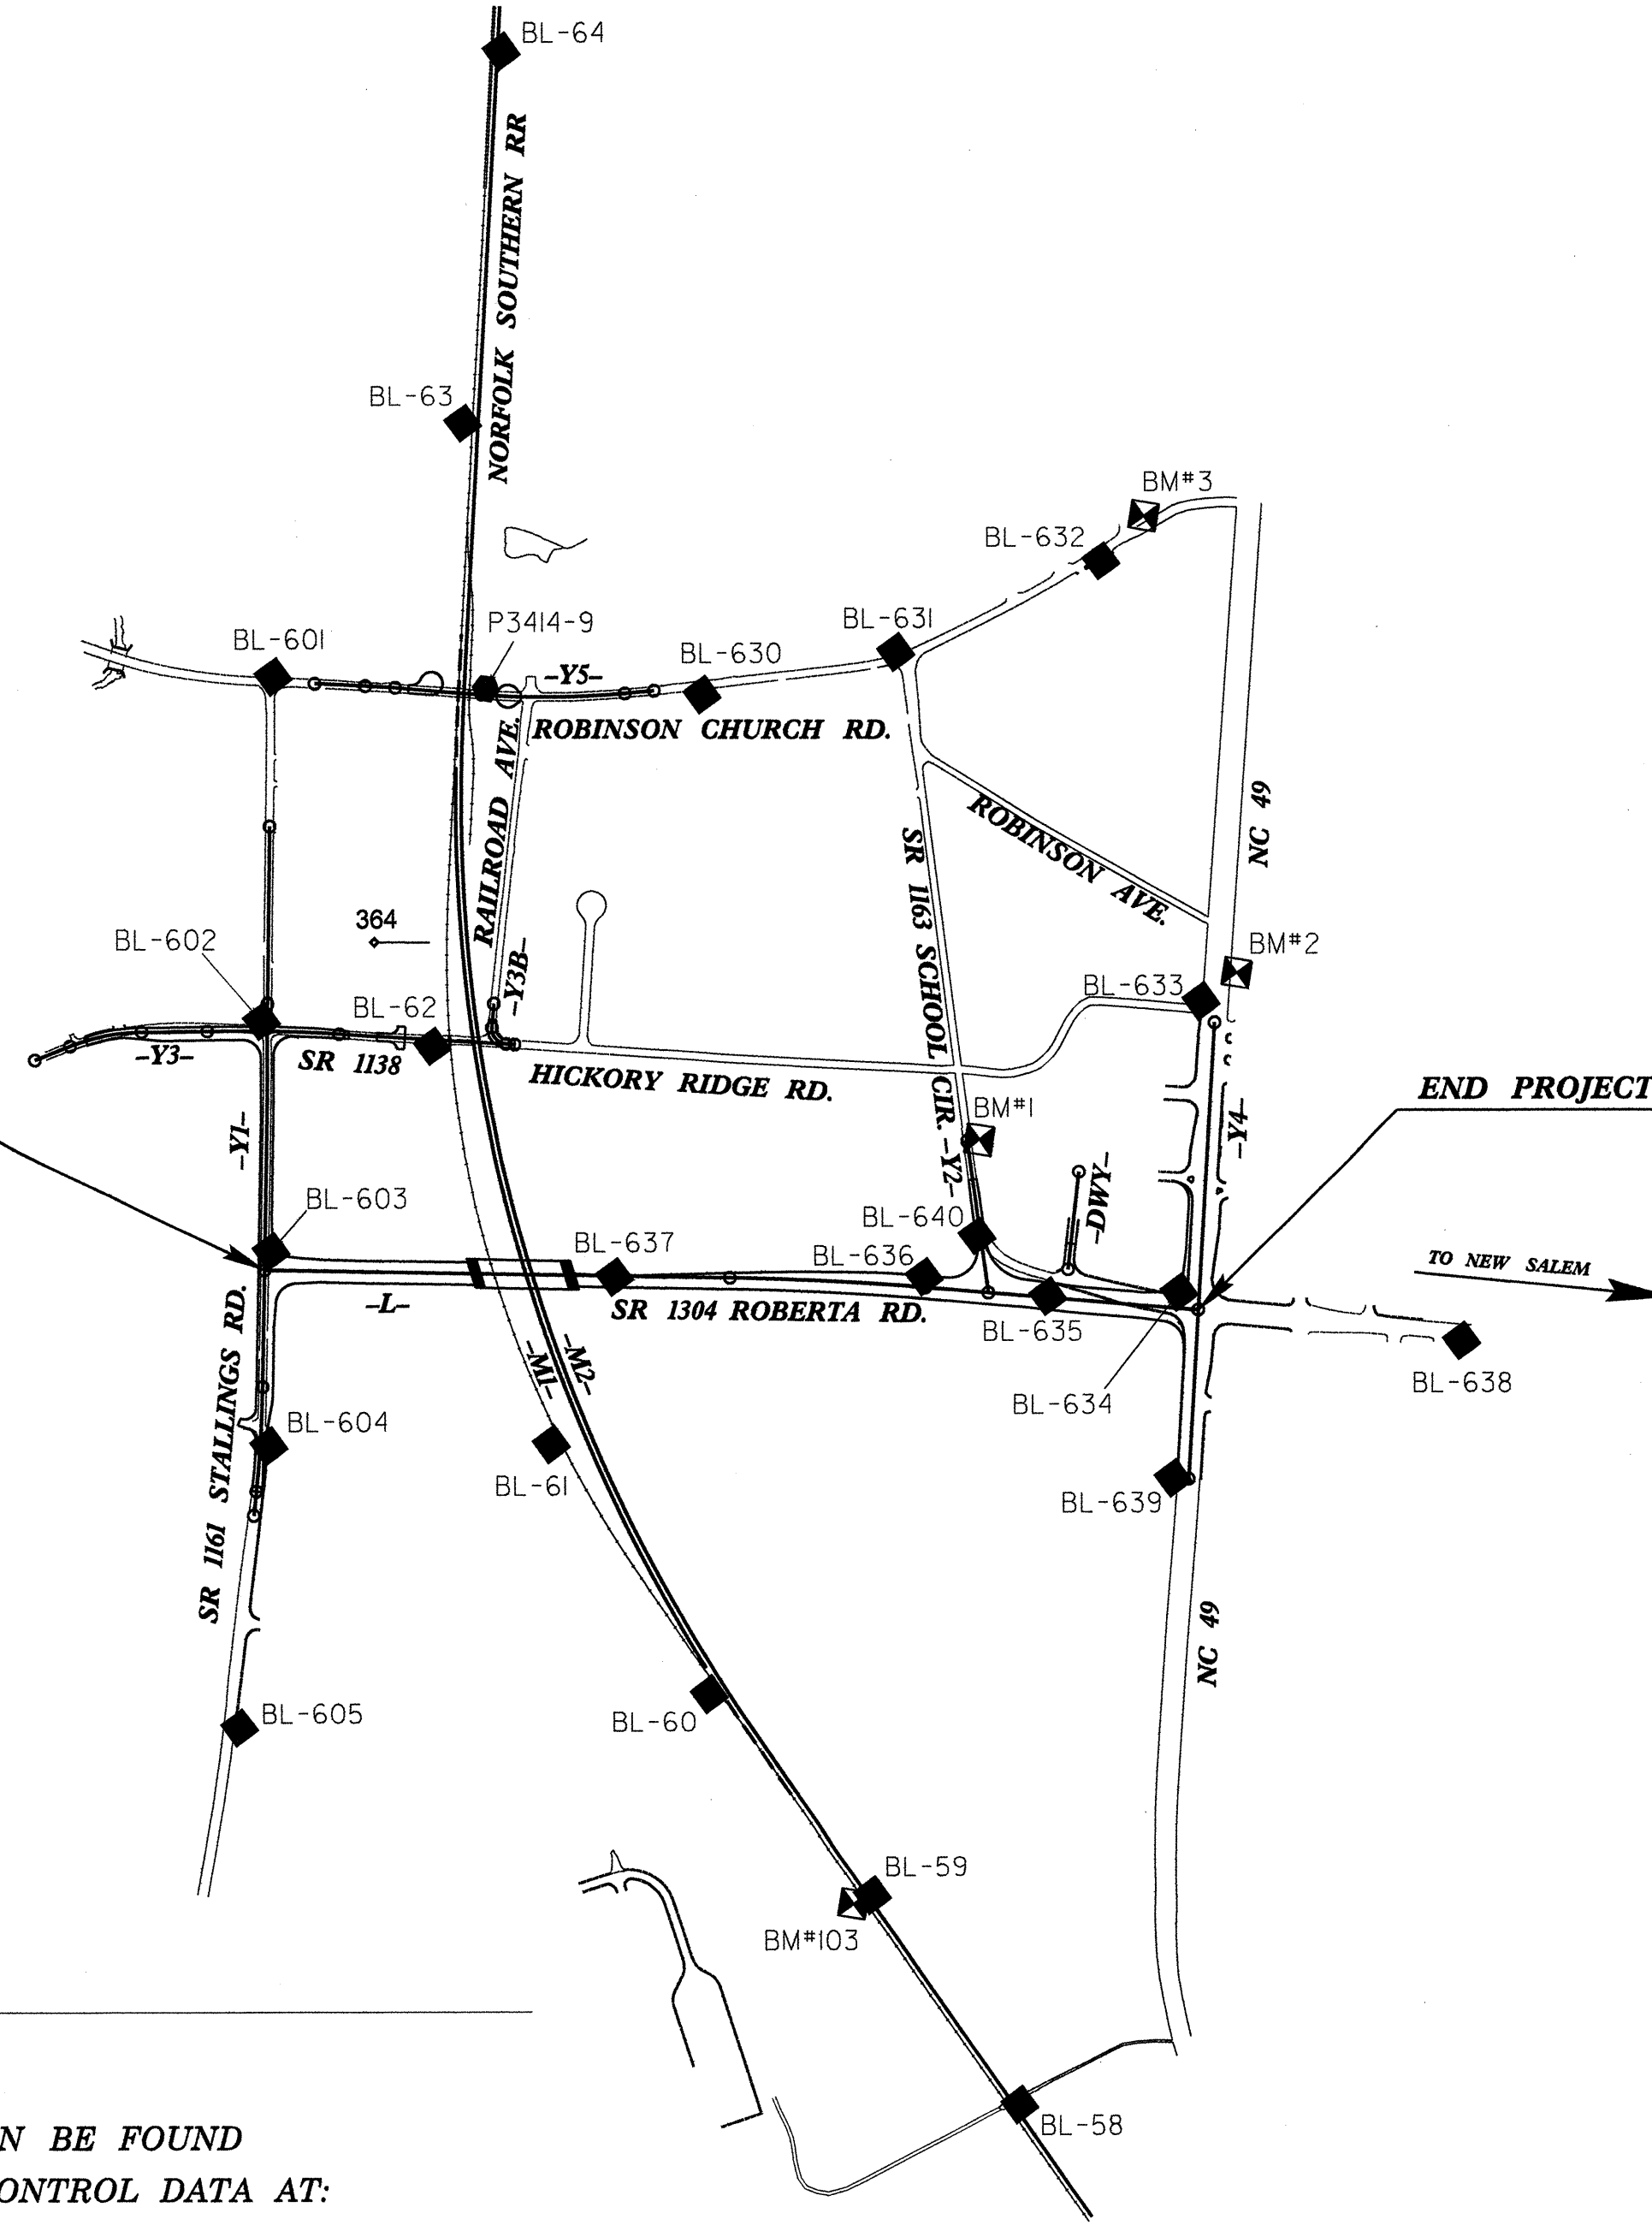 BL-64
NORFOLK SOUTHERN RR
BL-63
BM#3
BL-632
P3414-9
BL-631
BL-601
BL-630
-Y5-
ROBINSON CHURCH RD.
RAILROAD AVE.
ROBINSON AVE.
NC 49
SR 1163 SCHOOL CIR.
364
BL-602
BM#2
-Y3B-
BL-633
BL-62
-Y3-
SR 1138
HICKORY RIDGE RD.
END PROJECT
BM#1
-Y1-
-Y4-
-Y2-
-DWY-
BL-603
BL-640
BL-637
BL-636
TO NEW SALEM
-L-
SR 1304 ROBERTA RD.
BL-635
-M1-
-M2-
BL-638
BL-634
SR 1161 STALLINGS RD.
BL-604
BL-61
BL-639
NC 49
BL-605
BL-60
BL-59
BM#103
BL-58
N BE FOUND
ONTROL DATA AT: